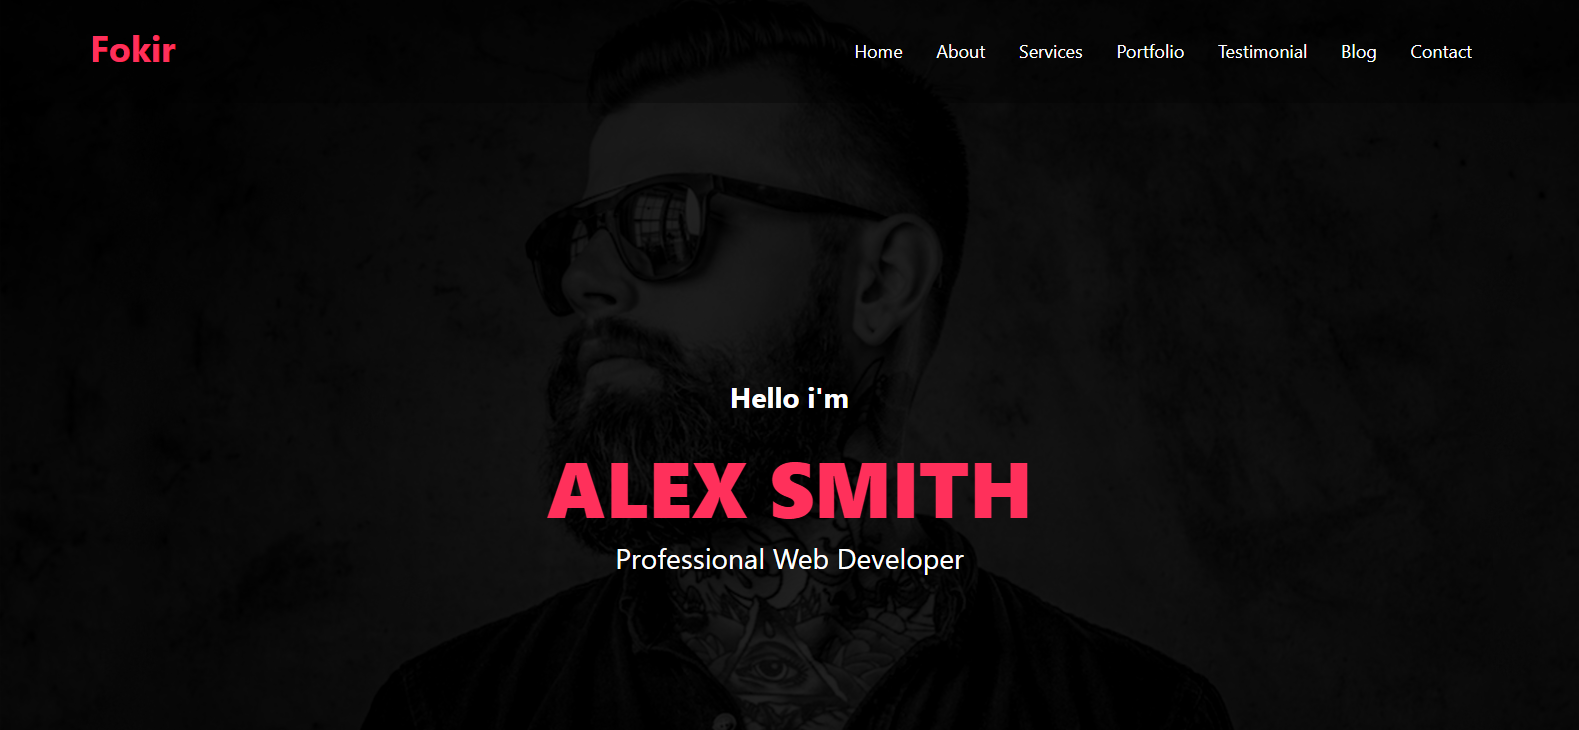 Fokir
Home About Services Portfolio Testimonial Blog Contact
Hello i'm
ALEX SMITH
Professional Web Developer